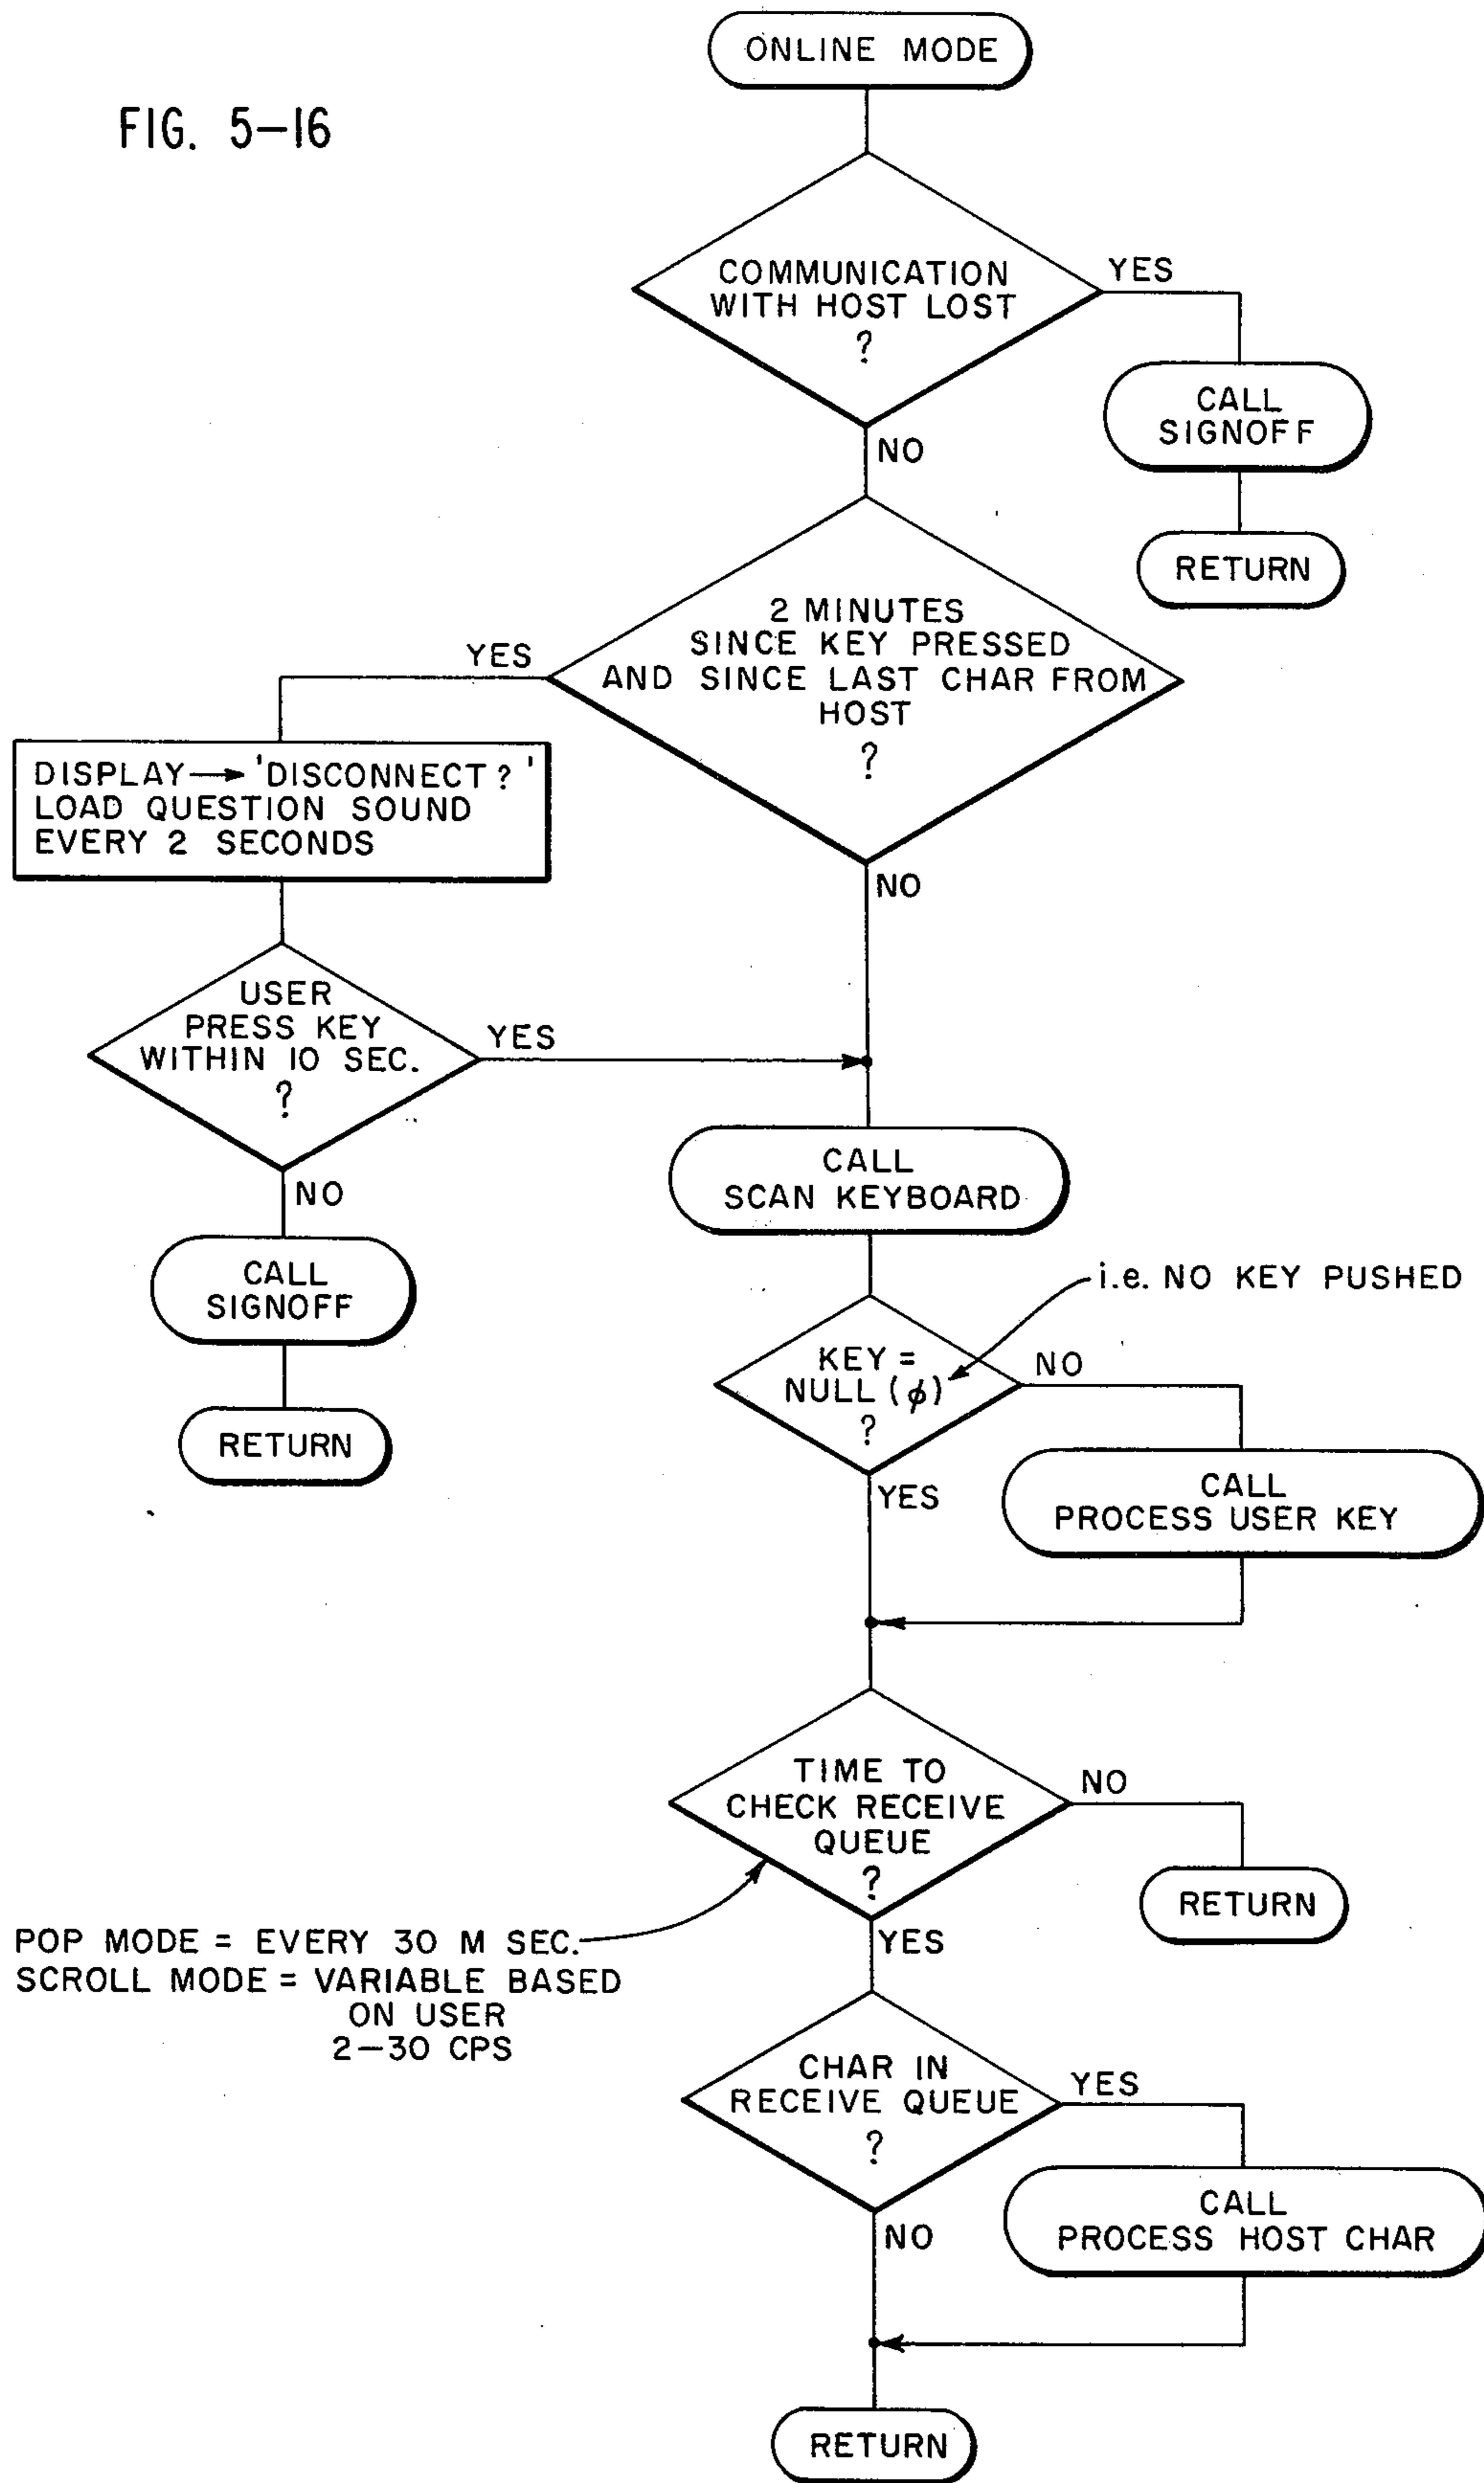 ONLINE MODE
FIG. 5-16
COMMUNICATION
WITH HOST LOST
?
YES
CALL
SIGNOFF
NO
RETURN
2 MINUTES
SINCE KEY PRESSED
AND SINCE LAST CHAR FROM
HOST
?
YES
DISPLAY → 'DISCONNECT?'
LOAD QUESTION SOUND
EVERY 2 SECONDS
NO
USER
PRESS KEY
WITHIN 10 SEC.
?
YES
NO
CALL
SIGNOFF
RETURN
CALL
SCAN KEYBOARD
i.e. NO KEY PUSHED
KEY =
NULL (φ)
?
NO
CALL
PROCESS USER KEY
YES
TIME TO
CHECK RECEIVE
QUEUE
?
NO
RETURN
POP MODE = EVERY 30 M SEC.
SCROLL MODE = VARIABLE BASED
ON USER
2-30 CPS
YES
CHAR IN
RECEIVE QUEUE
?
YES
CALL
PROCESS HOST CHAR
NO
RETURN